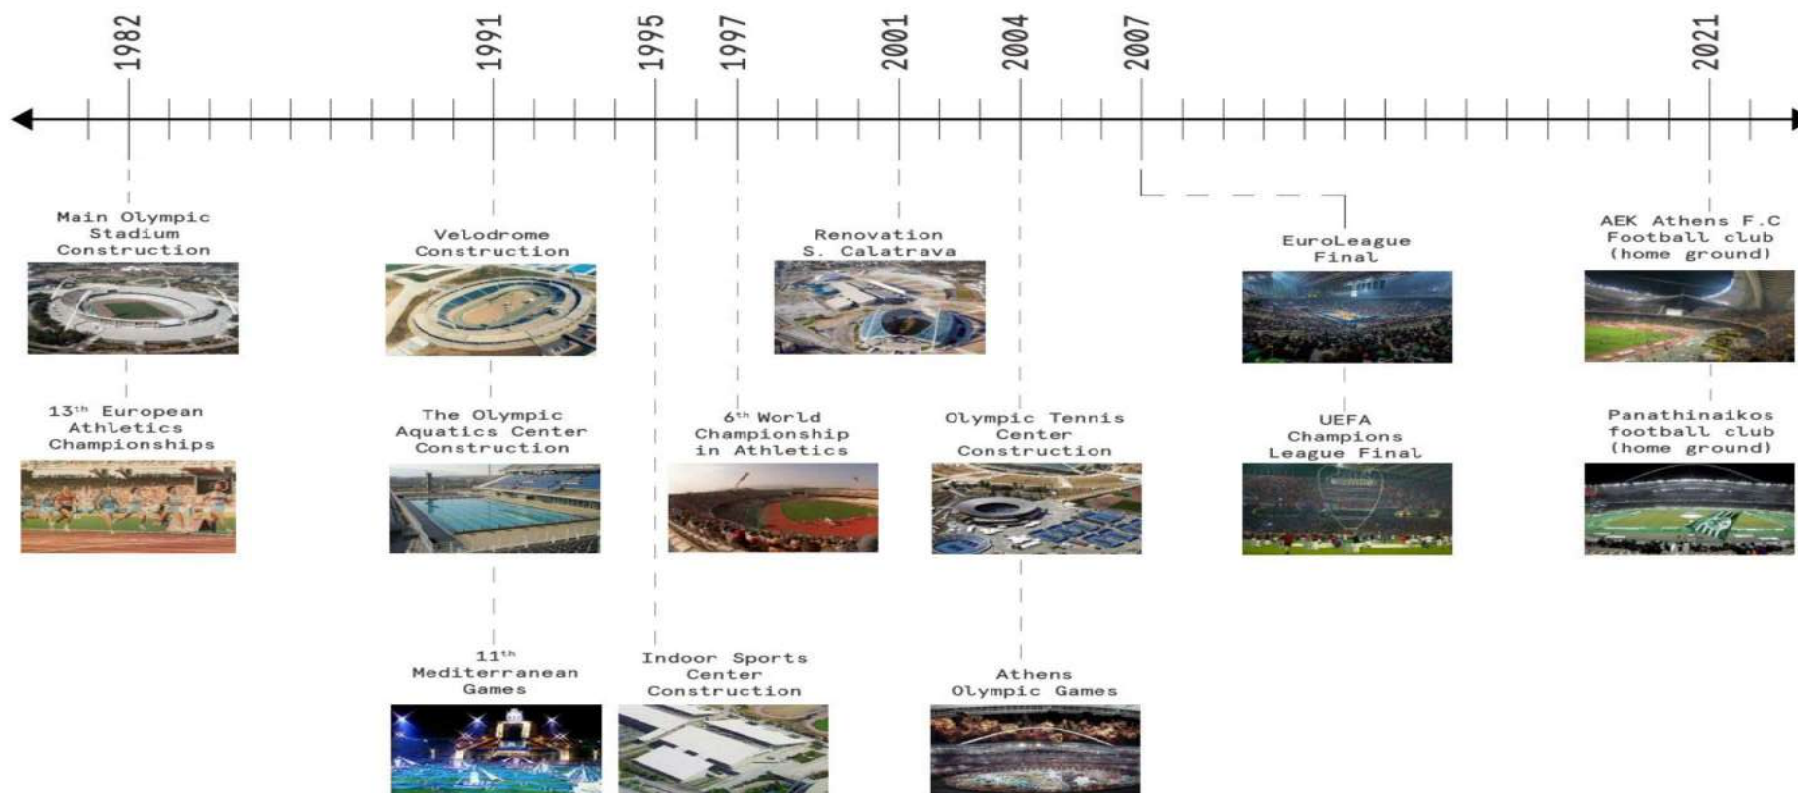 1982
1991
1995
1997
2001
2004
2007
2021
Main Olympic
Stadium
Construction
Velodrome
Construction
Renovation
S. Calatrava
EuroLeague
Final
AEK Athens F.C
Football club
(home ground)
13th European
Athletics
Championships
The Olympic
Aquatics Center
Construction
6th World
Championship
in Athletics
Olympic Tennis
Center
Construction
UEFA
Champions
League Final
Panathinaikos
football club
(home ground)
11th
Mediterranean
Games
Indoor Sports
Center
Construction
Athens
Olympic Games